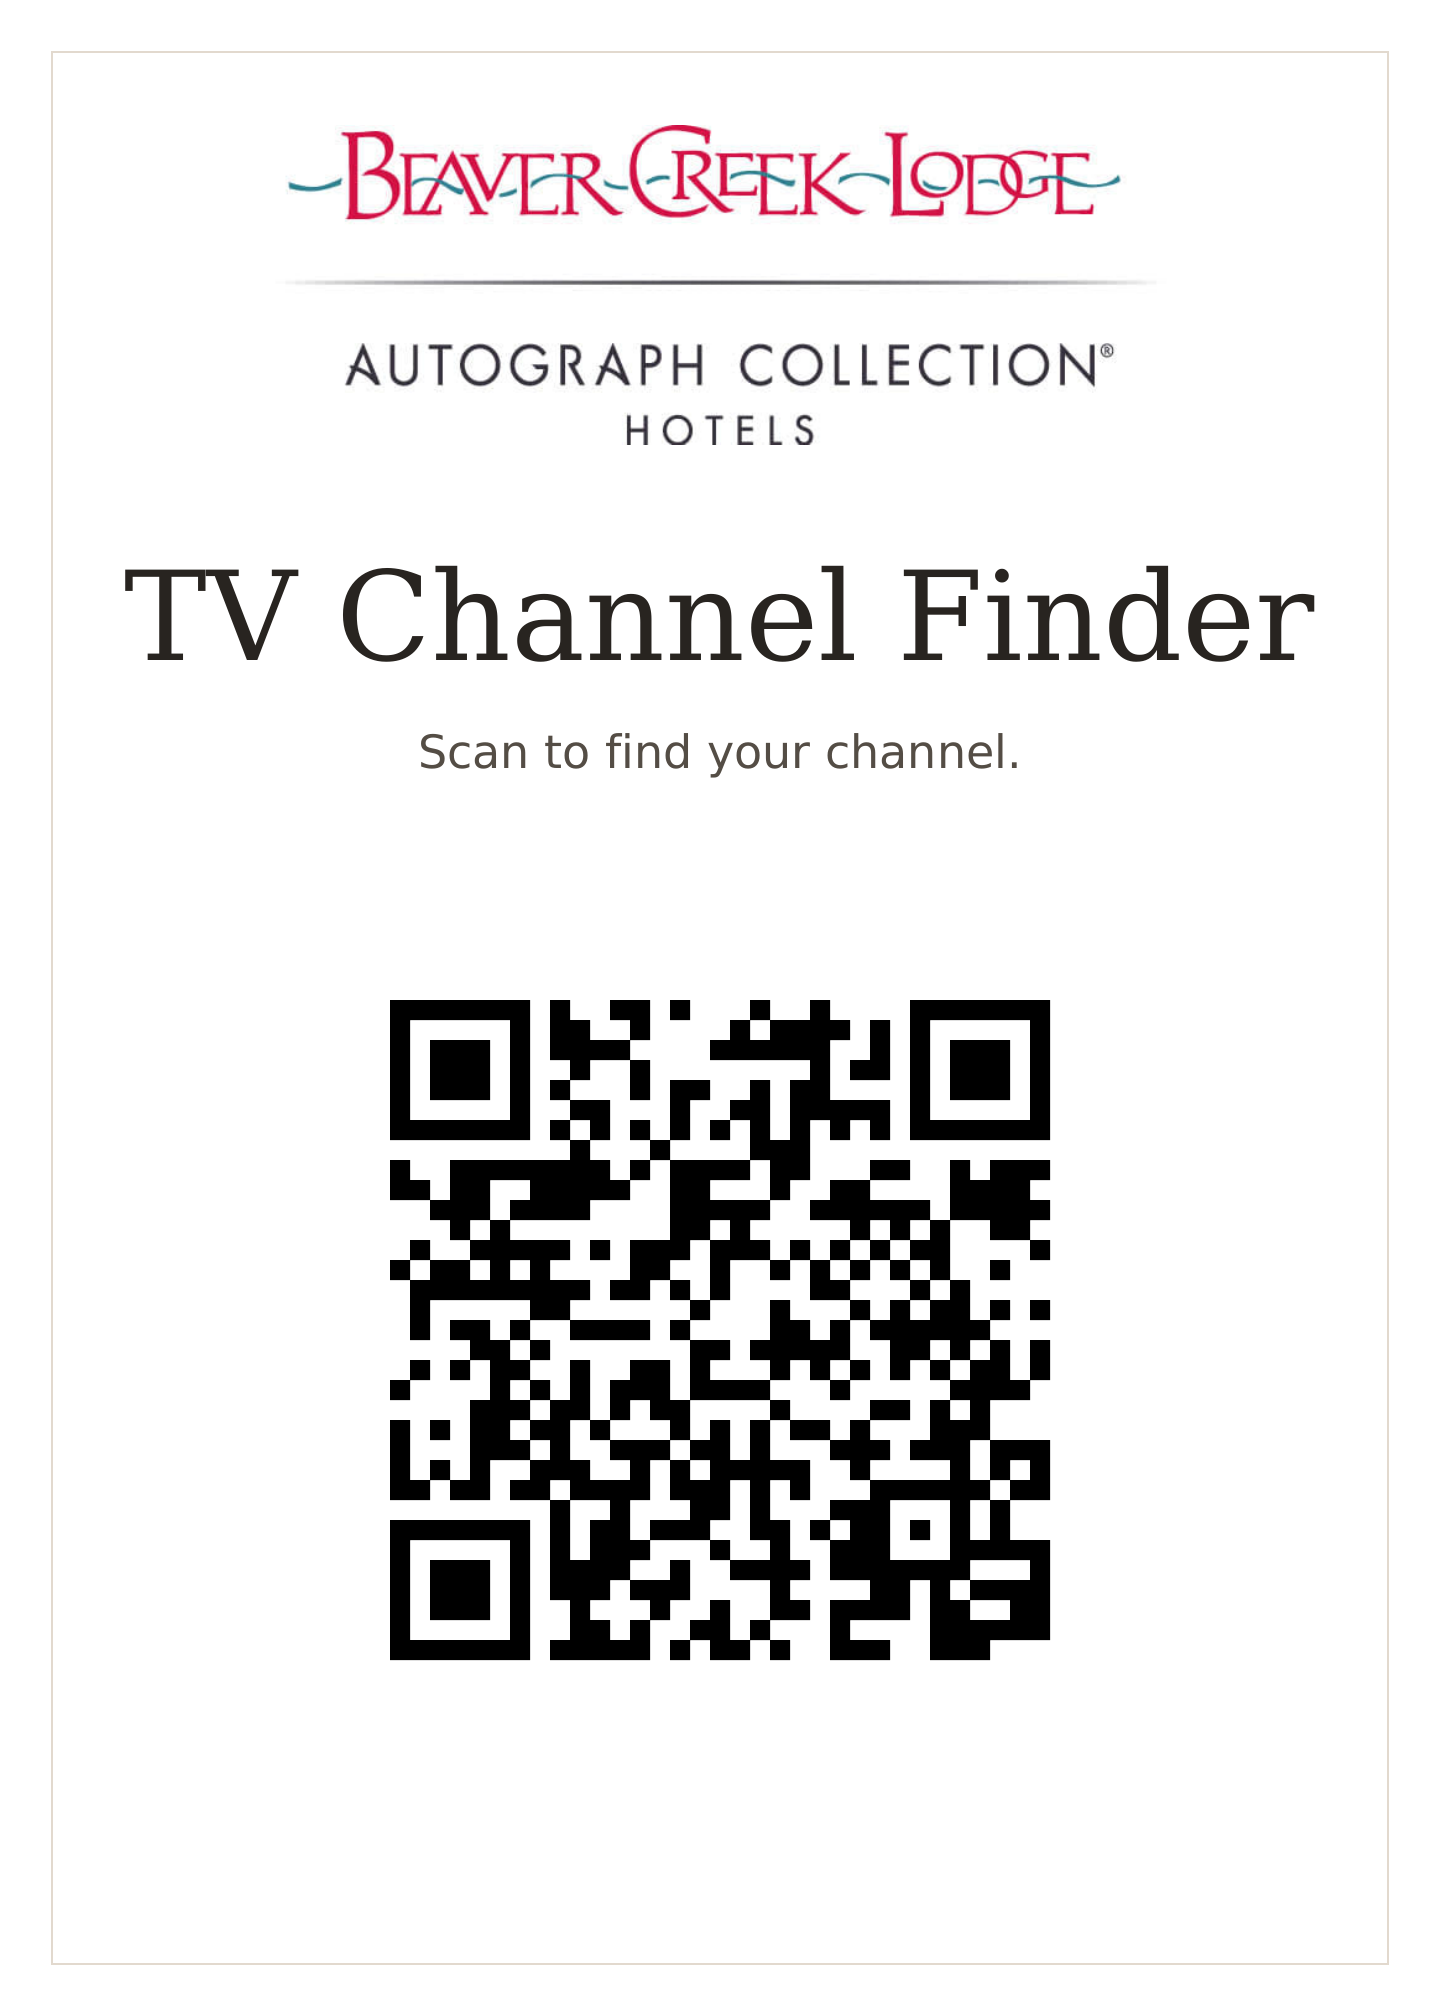 BEAVER CREEK LODGE
AUTOGRAPH COLLECTION®
HOTELS
TV Channel Finder
Scan to find your channel.